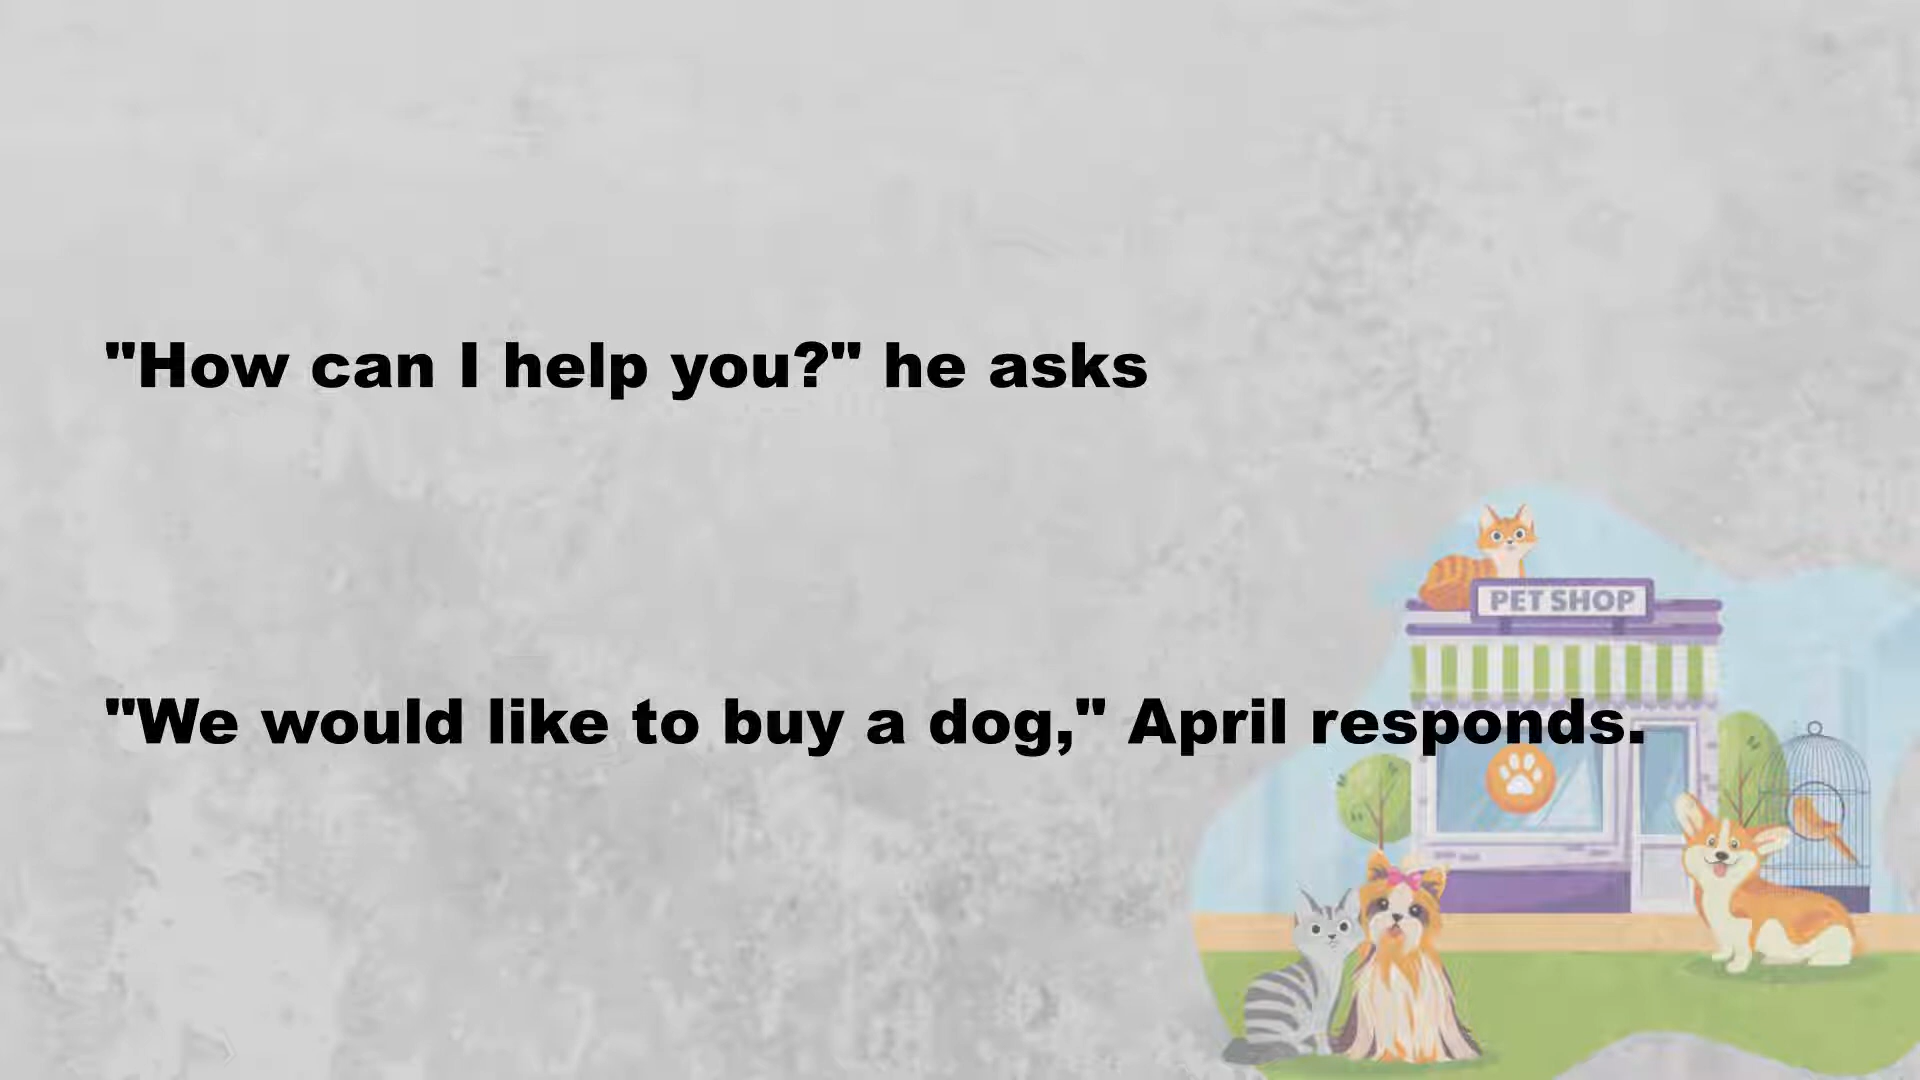 "How can I help you?" he asks
PET SHOP
"We would like to buy a dog," April responds.